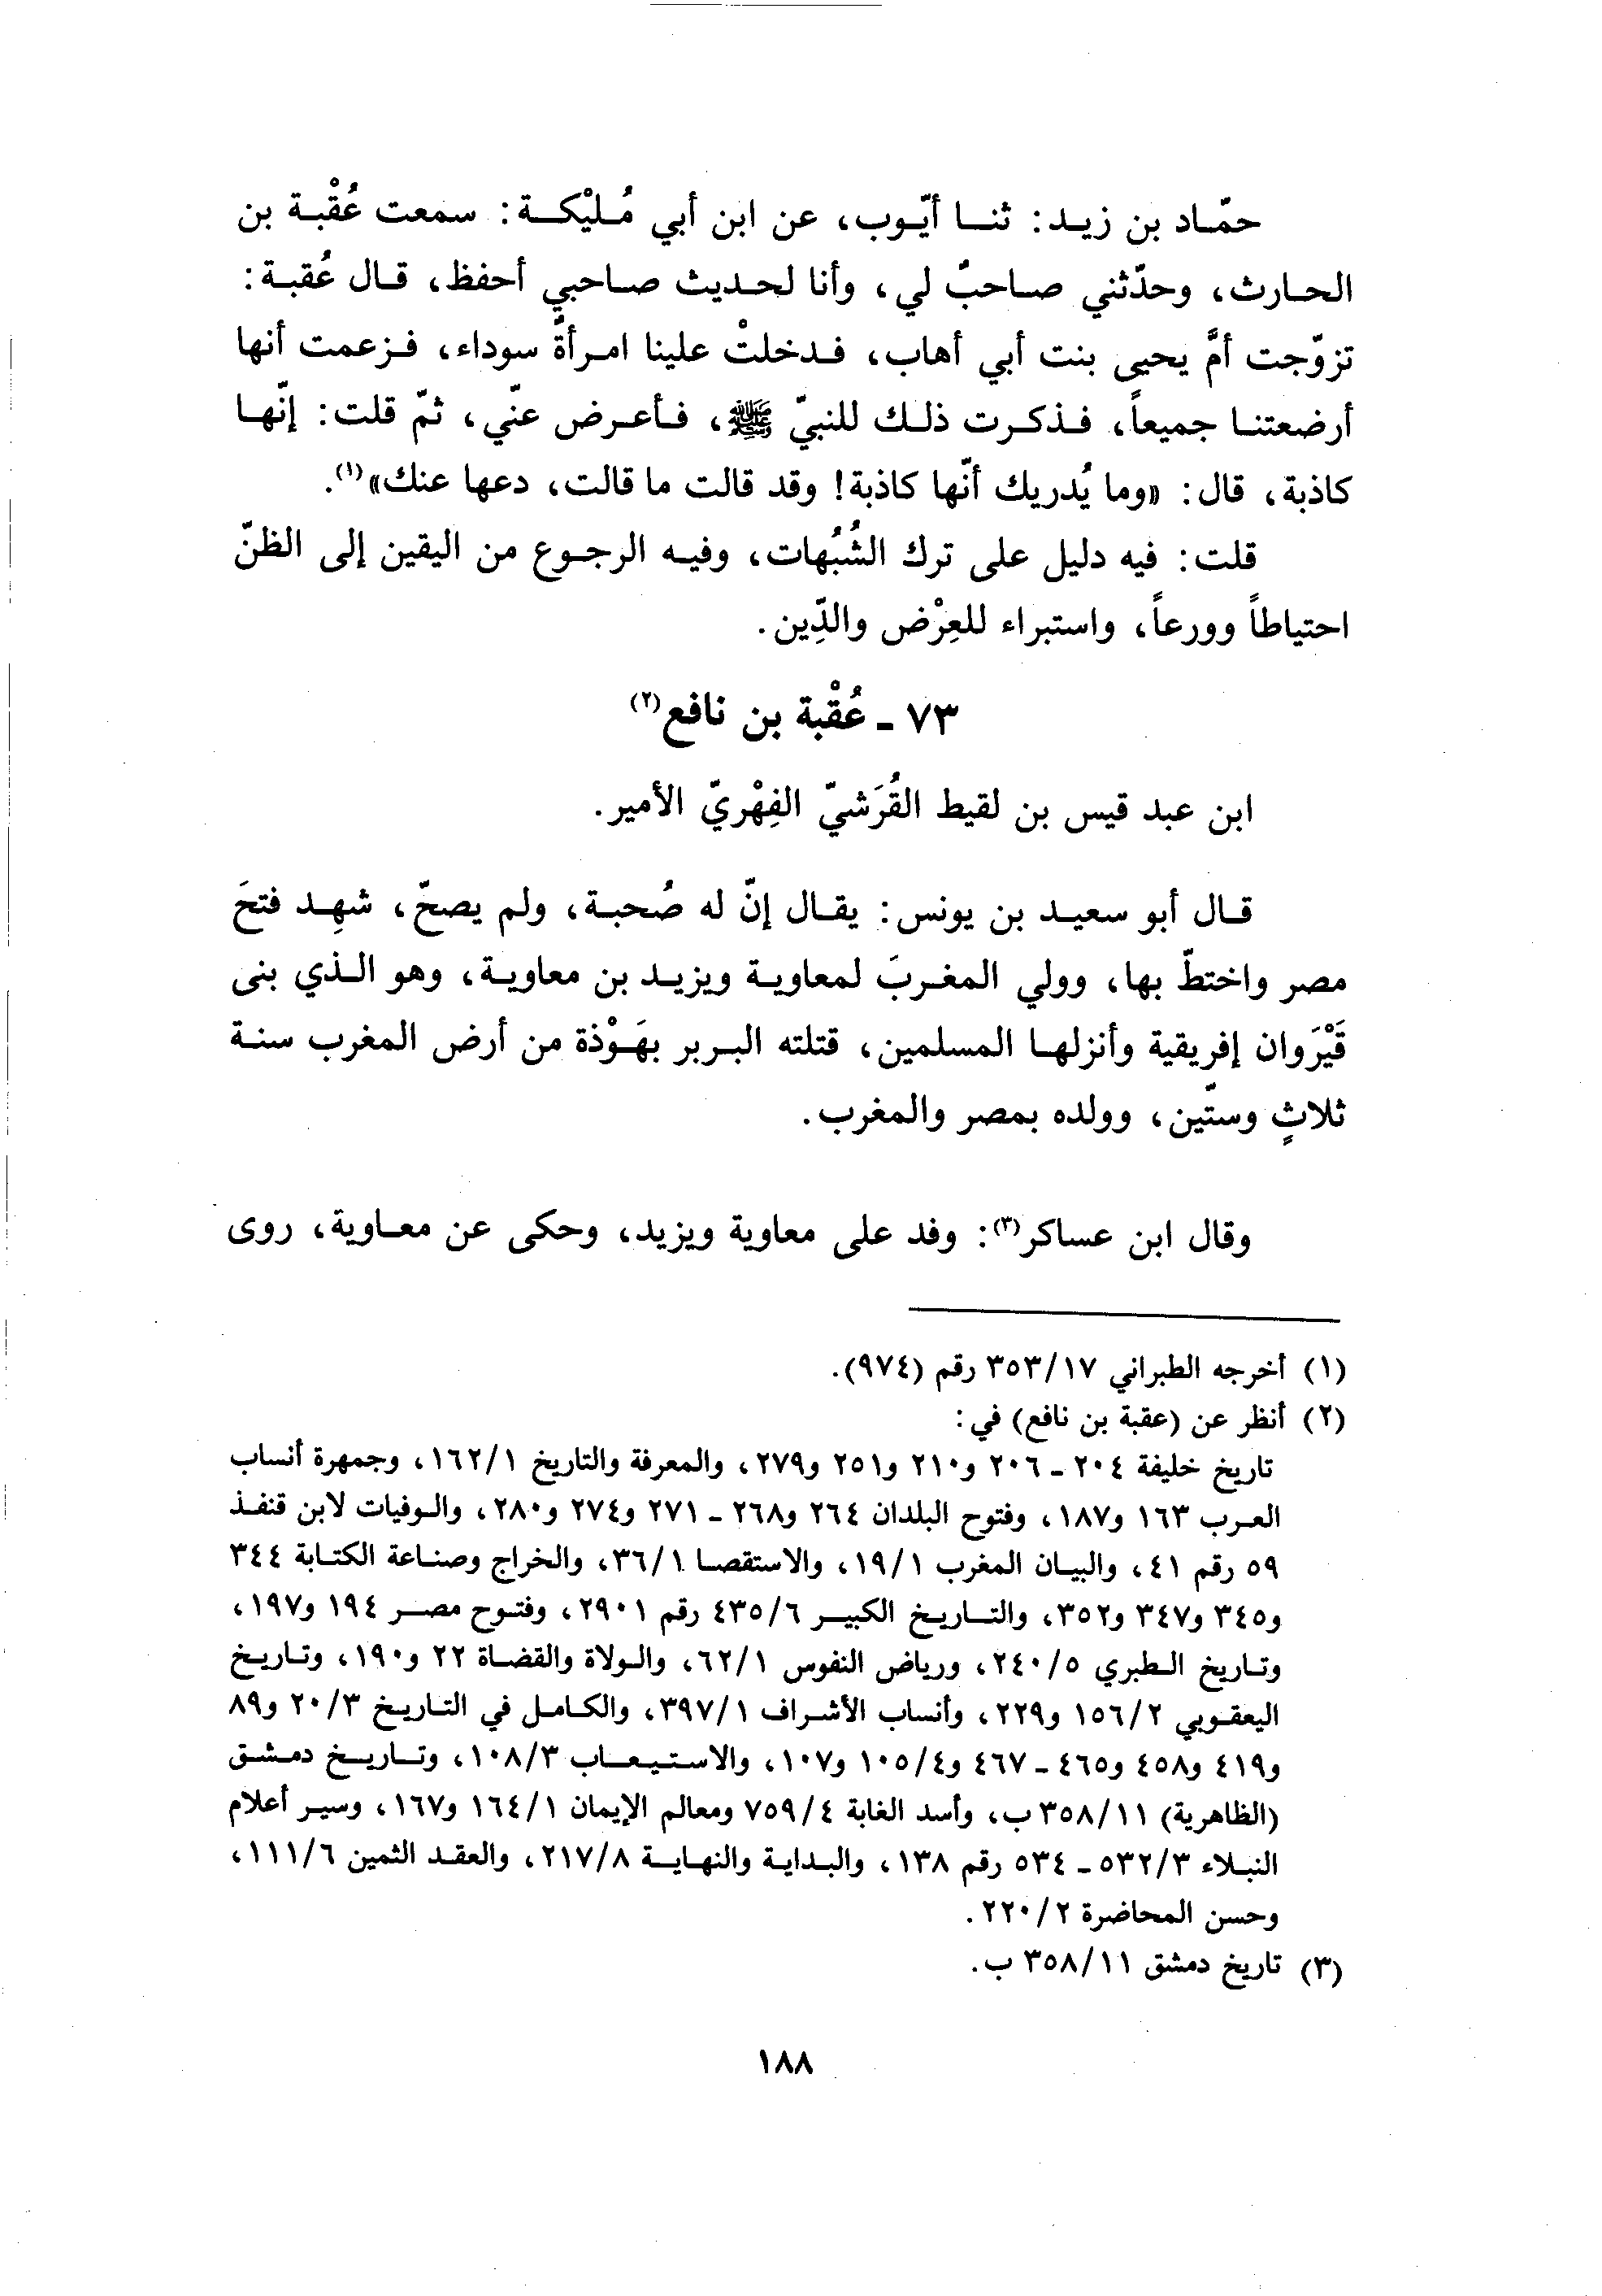 حمّاد بن زيد: ثنا أيّوب، عن ابن أبي مُليْكة: سمعت عُقْبة بن
الحارث، وحدّثني صاحبٌ لي، وأنا لحديث صاحبي أحفظ، قال عُقبة:
تزوّجت أمَّ يحيى بنت أبي أهاب، فدخلتْ علينا امرأةٌ سوداء، فزعمت أنها
أرضعتنا جميعاً، فذكرت ذلك للنبيّ ﷺ، فأعرض عنّي، ثمّ قلت: إنّها
كاذبة، قال: «وما يُدريك أنّها كاذبة! وقد قالت ما قالت، دعها عنك»(١).
قلت: فيه دليل على ترك الشُبُهات، وفيه الرجوع من اليقين إلى الظنّ
احتياطاً وورعاً، واستبراء للعِرْض والدِّين.
٧٣ - عُقْبة بن نافع(٢)
ابن عبد قيس بن لقيط القُرَشيّ الفِهْريّ الأمير.
قال أبو سعيد بن يونس: يقال إنّ له صُحبة، ولم يصحّ، شهِد فتحَ
مصر واختطّ بها، وولي المغربَ لمعاوية ويزيد بن معاوية، وهو الذي بنى
قَيْرَوان إفريقية وأنزلها المسلمين، قتلته البربر بهَوْذة من أرض المغرب سنة
ثلاثٍ وستّين، وولده بمصر والمغرب.
وقال ابن عساكر(٣): وفد على معاوية ويزيد، وحكى عن معاوية، روى
(١) أخرجه الطبراني ٣٥٣/١٧ رقم (٩٧٤).
(٢) أنظر عن (عقبة بن نافع) في:
تاريخ خليفة ٢٠٤ - ٢٠٦ و٢١٠ و٢٥١ و٢٧٩، والمعرفة والتاريخ ١٦٢/١، وجمهرة أنساب
العرب ١٦٣ و١٨٧، وفتوح البلدان ٢٦٤ و٢٦٨ - ٢٧١ و٢٧٤ و٢٨٠، والوفيات لابن قنفذ
٥٩ رقم ٤١، والبيان المغرب ١٩/١، والاستقصا ٣٦/١، والخراج وصناعة الكتابة ٣٤٤
و٣٤٥ و٣٤٧ و٣٥٢، والتاريخ الكبير ٤٣٥/٦ رقم ٢٩٠١، وفتوح مصر ١٩٤ و١٩٧،
وتاريخ الطبري ٢٤٠/٥، ورياض النفوس ٦٢/١، والولاة والقضاة ٢٢ و١٩٠، وتاريخ
اليعقوبي ١٥٦/٢ و٢٢٩، وأنساب الأشراف ٣٩٧/١، والكامل في التاريخ ٢٠/٣ و٨٩
و٤١٩ و٤٥٨ و٤٦٥ - ٤٦٧ و١٠٥/٤ و١٠٧، والاستيعاب ١٠٨/٣، وتاريخ دمشق
(الظاهرية) ٣٥٨/١١ ب، وأسد الغابة ٧٥٩/٤ ومعالم الإيمان ١٦٤/١ و١٦٧، وسير أعلام
النبلاء ٥٣٢/٣ - ٥٣٤ رقم ١٣٨، والبداية والنهاية ٢١٧/٨، والعقد الثمين ١١١/٦،
وحسن المحاضرة ٢٢٠/٢.
(٣) تاريخ دمشق ٣٥٨/١١ ب.
١٨٨